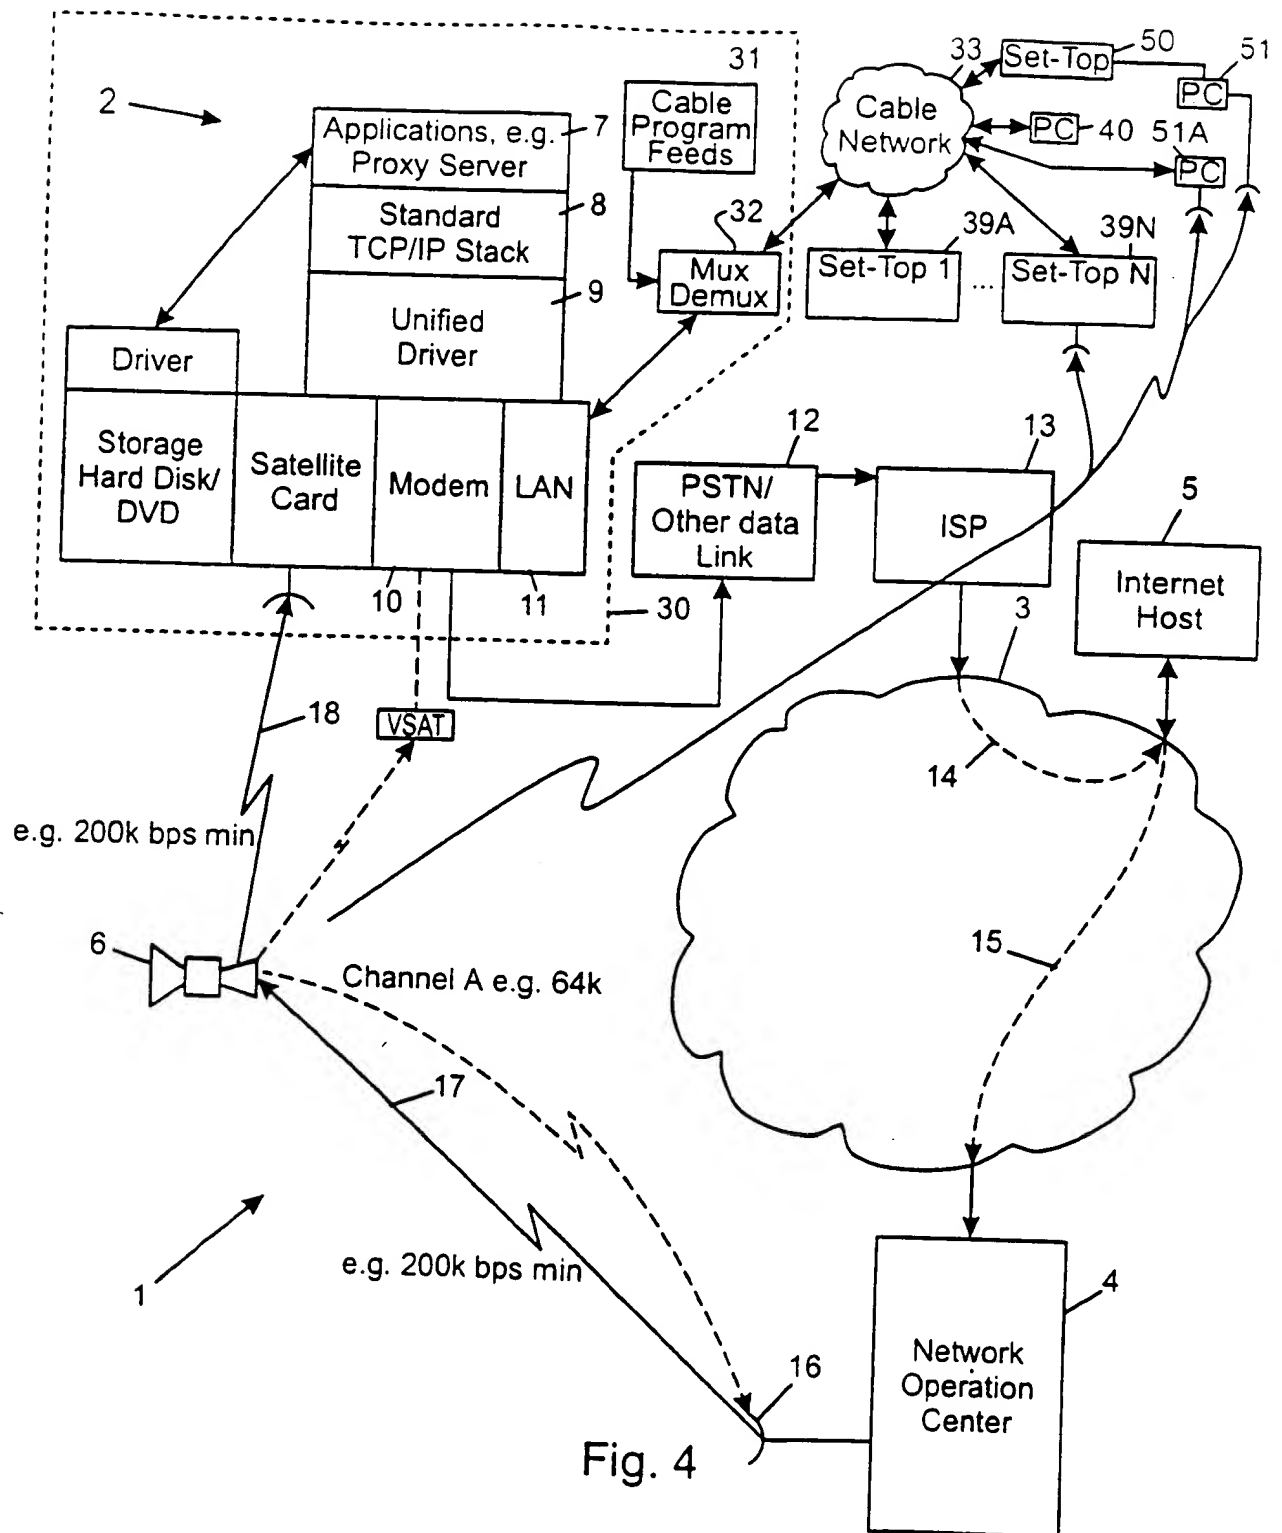 2
Applications, e.g.
Proxy Server
7
Standard
TCP/IP Stack
8
Unified
Driver
9
31
Cable
Program
Feeds
32
Mux
Demux
Driver
Storage
Hard Disk/
DVD
Satellite
Card
Modem
LAN
10
11
30
33
Cable
Network
Set-Top
50
51
PC
PC
40
51A
PC
39A
Set-Top 1
...
39N
Set-Top N
12
PSTN/
Other data
Link
13
ISP
5
Internet
Host
3
14
15
VSAT
18
e.g. 200k bps min
6
Channel A e.g. 64k
17
e.g. 200k bps min
1
16
4
Network
Operation
Center
Fig. 4